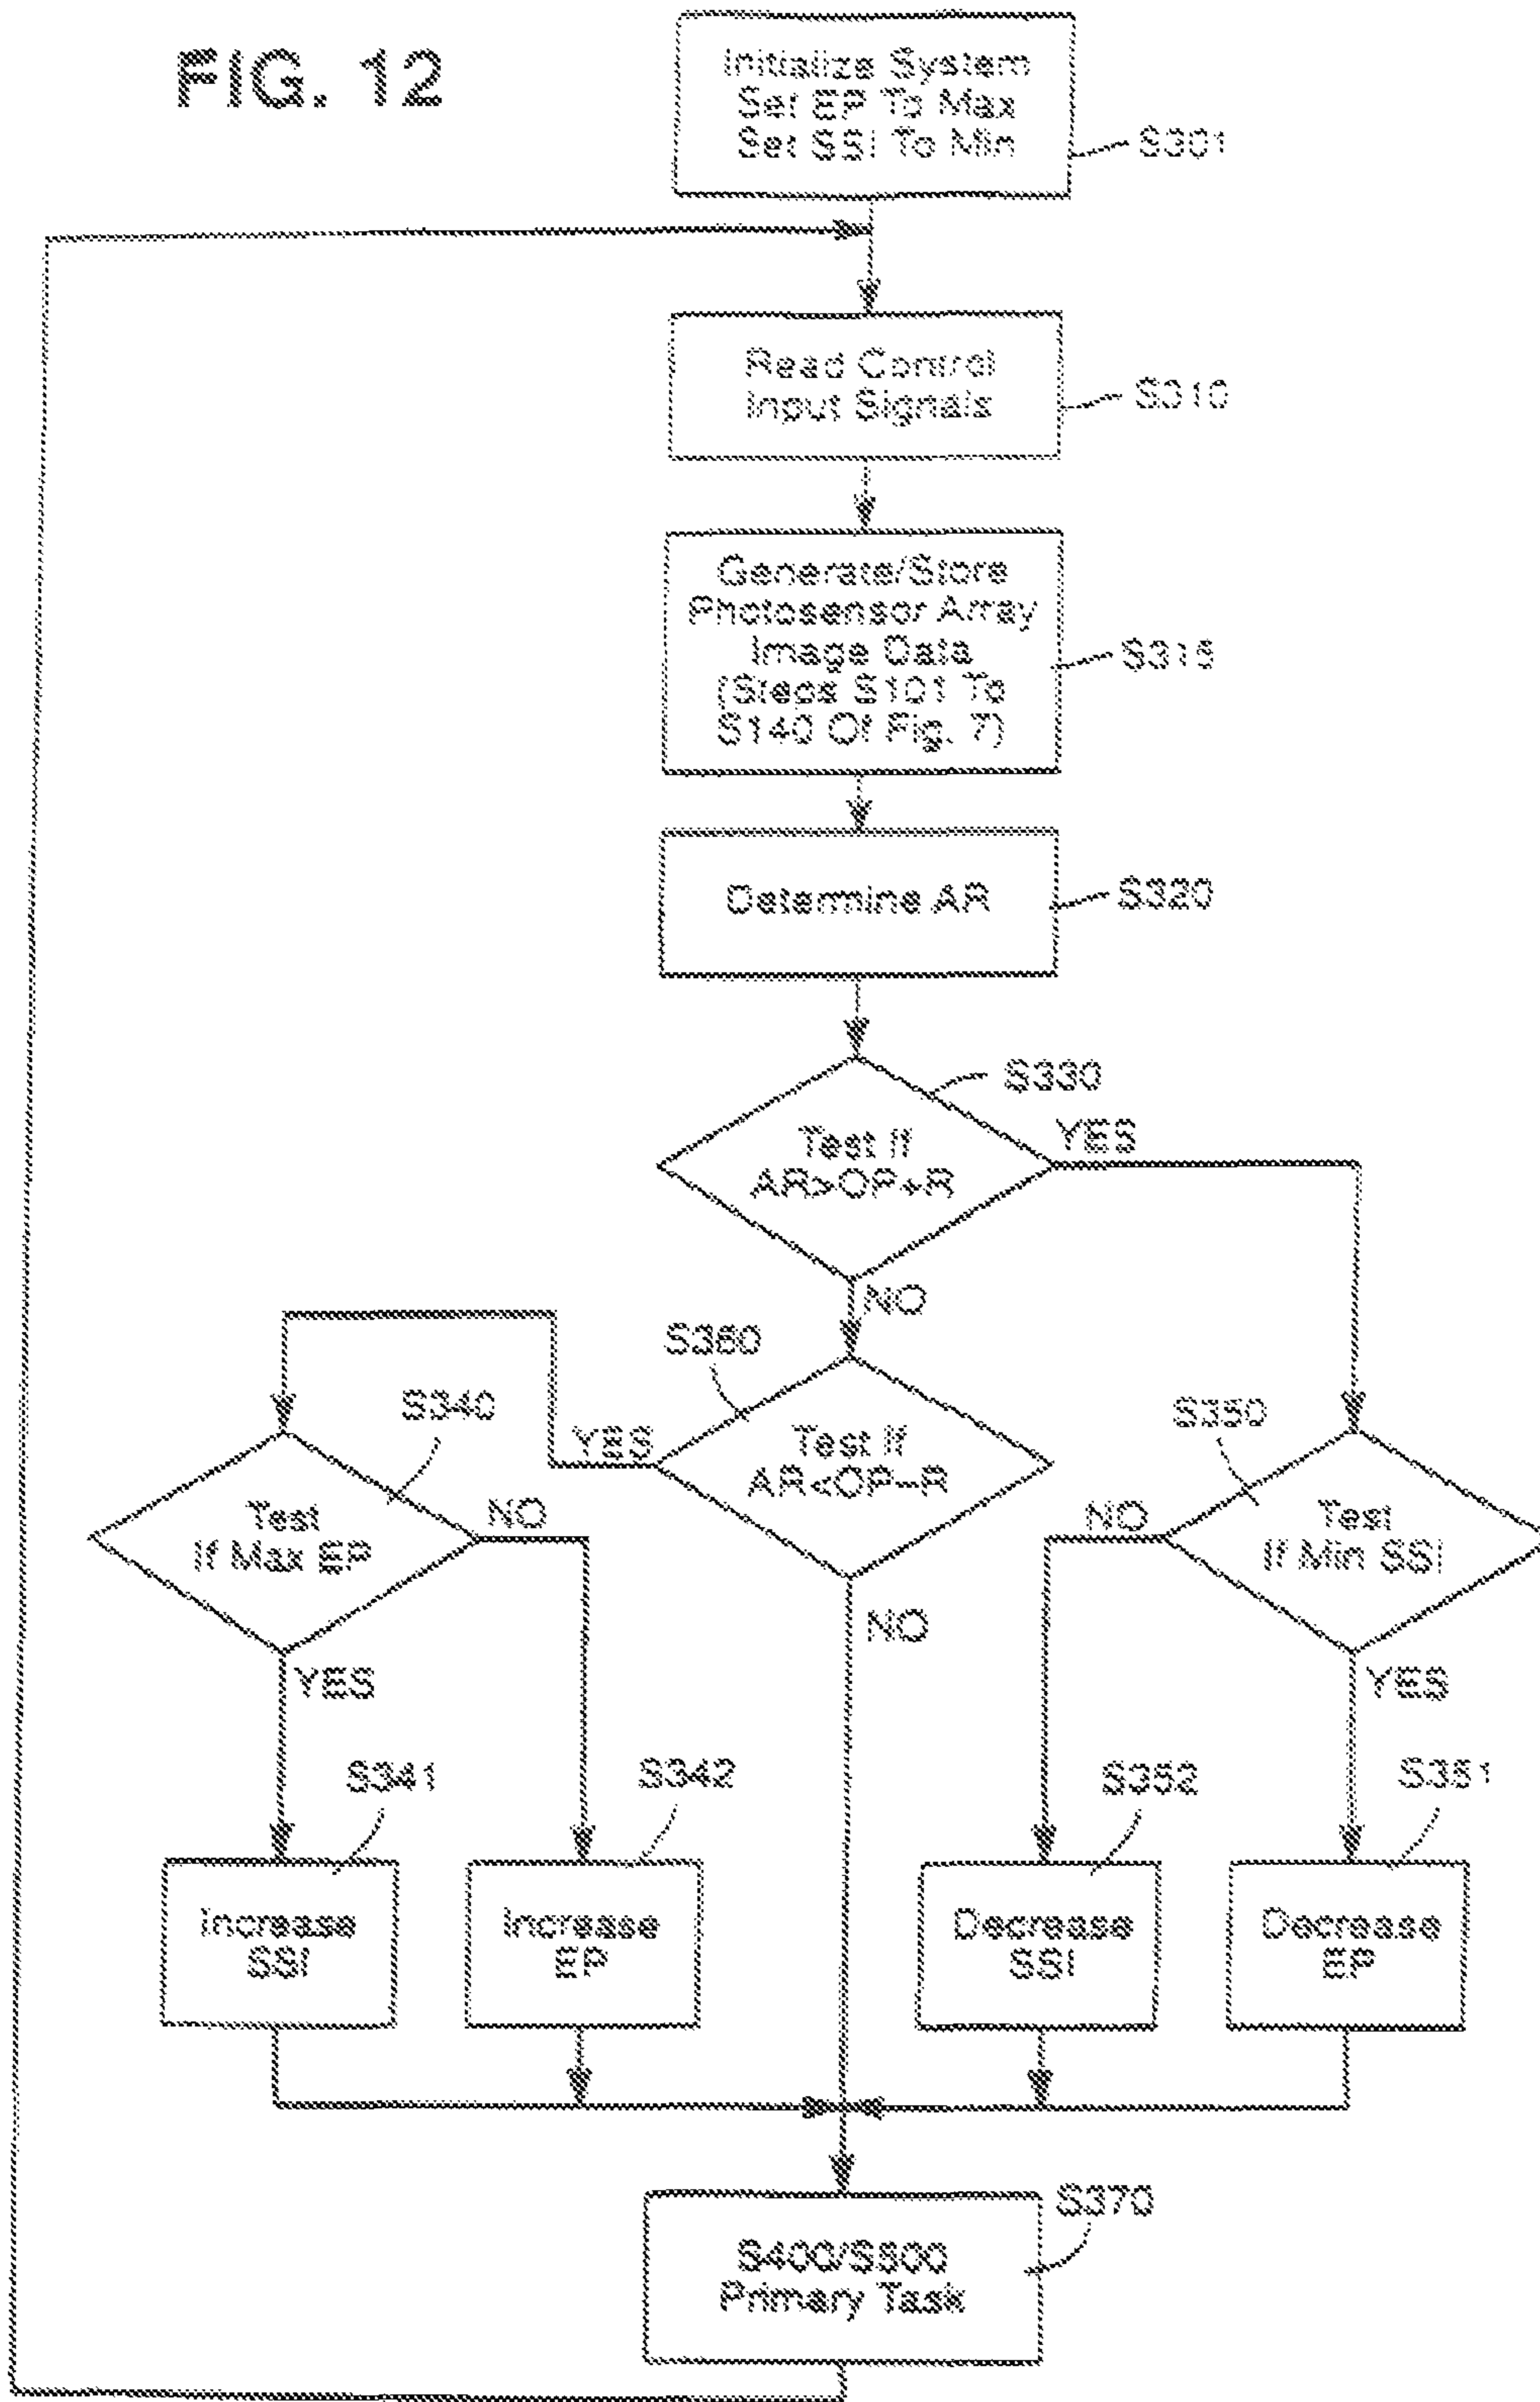 FIG. 12
Initialize System
Set EP To Max
Set SSI To Min
S301
Read Control
Input Signals
S310
Generate/Store
Photosensor Array
Image Data
(Steps S101 To
S140 Of Fig. 7)
S315
Determine AR
S320
S330
Test If
AR>OP+R
YES
NO
S360
Test If
AR<OP-R
YES
NO
S340
Test
If Max EP
NO
YES
S350
Test
If Min SSI
NO
YES
S341
Increase
SSI
S342
Increase
EP
S352
Decrease
SSI
S351
Decrease
EP
S370
S400/S500
Primary Task